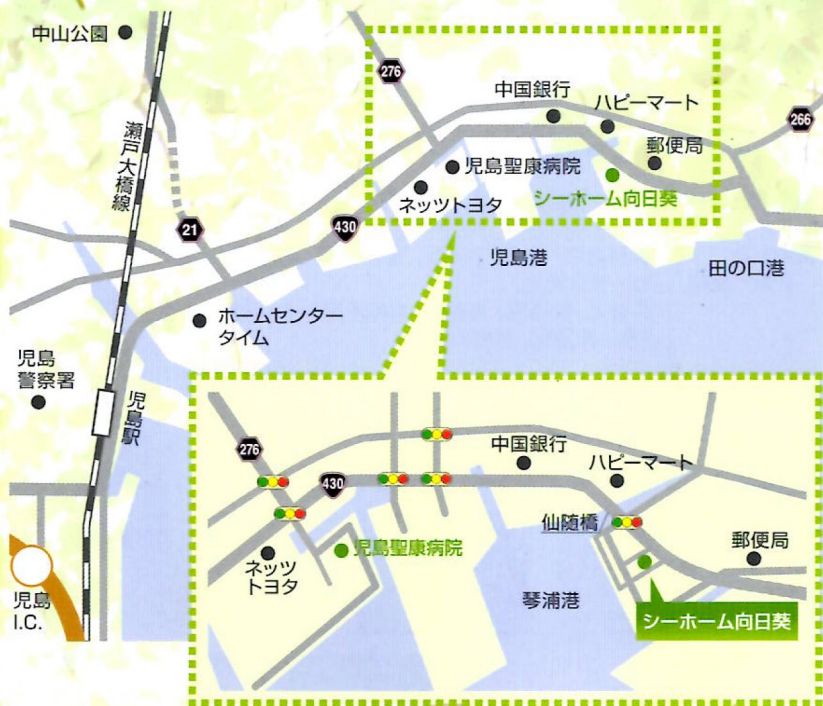 中山公園
瀬戸大橋線
276
中国銀行
ハピーマート
266
郵便局
児島聖康病院
シーホーム向日葵
ネッツトヨタ
21
430
児島港
田の口港
ホームセンター
タイム
児島
警察署
児島駅
児島
I.C.
276
430
中国銀行
ハピーマート
仙随橋
郵便局
児島聖康病院
ネッツ
トヨタ
琴浦港
シーホーム向日葵